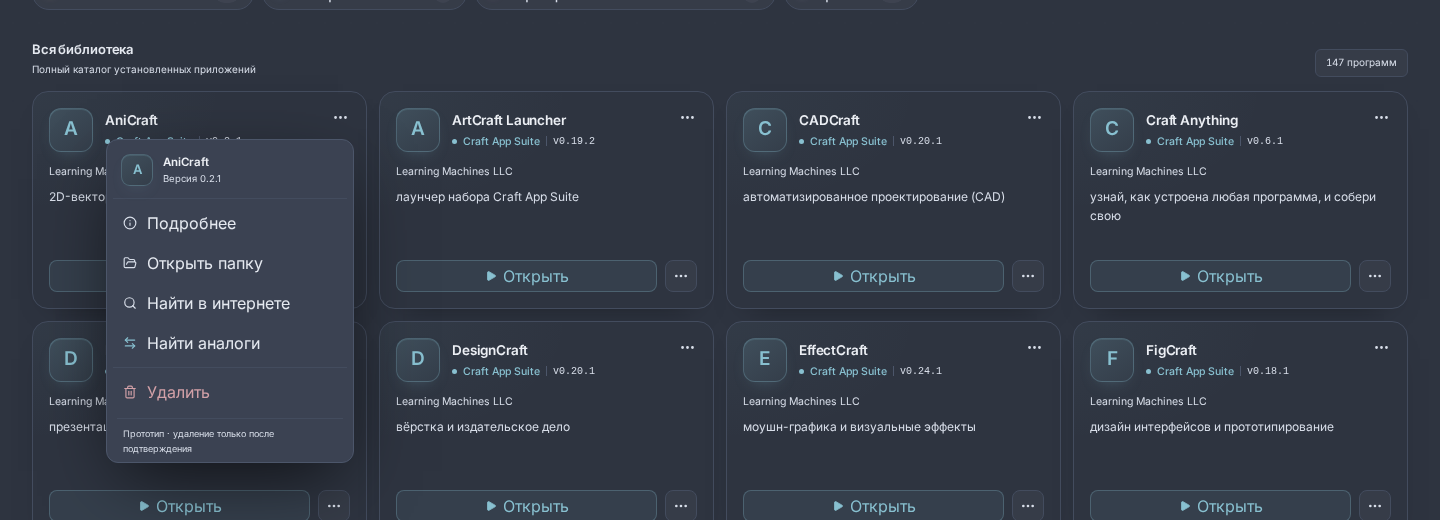 Вся библиотека
Полный каталог установленных приложений
147 программ
A
AniCraft
A
ArtCraft Launcher
Craft App Suite
v0.19.2
C
CADCraft
Craft App Suite
v0.20.1
C
Craft Anything
Craft App Suite
v0.6.1
Learning Machines LLC
лаунчер набора Craft App Suite
Learning Machines LLC
автоматизированное проектирование (CAD)
Learning Machines LLC
узнай, как устроена любая программа, и собери
свою
Открыть
Открыть
Открыть
A
AniCraft
Версия 0.2.1
Подробнее
Открыть папку
Найти в интернете
Найти аналоги
Удалить
Прототип · удаление только после
подтверждения
D
D
DesignCraft
Craft App Suite
v0.20.1
E
EffectCraft
Craft App Suite
v0.24.1
F
FigCraft
Craft App Suite
v0.18.1
Learning Machines LLC
вёрстка и издательское дело
Learning Machines LLC
моушн-графика и визуальные эффекты
Learning Machines LLC
дизайн интерфейсов и прототипирование
Открыть
Открыть
Открыть
Открыть